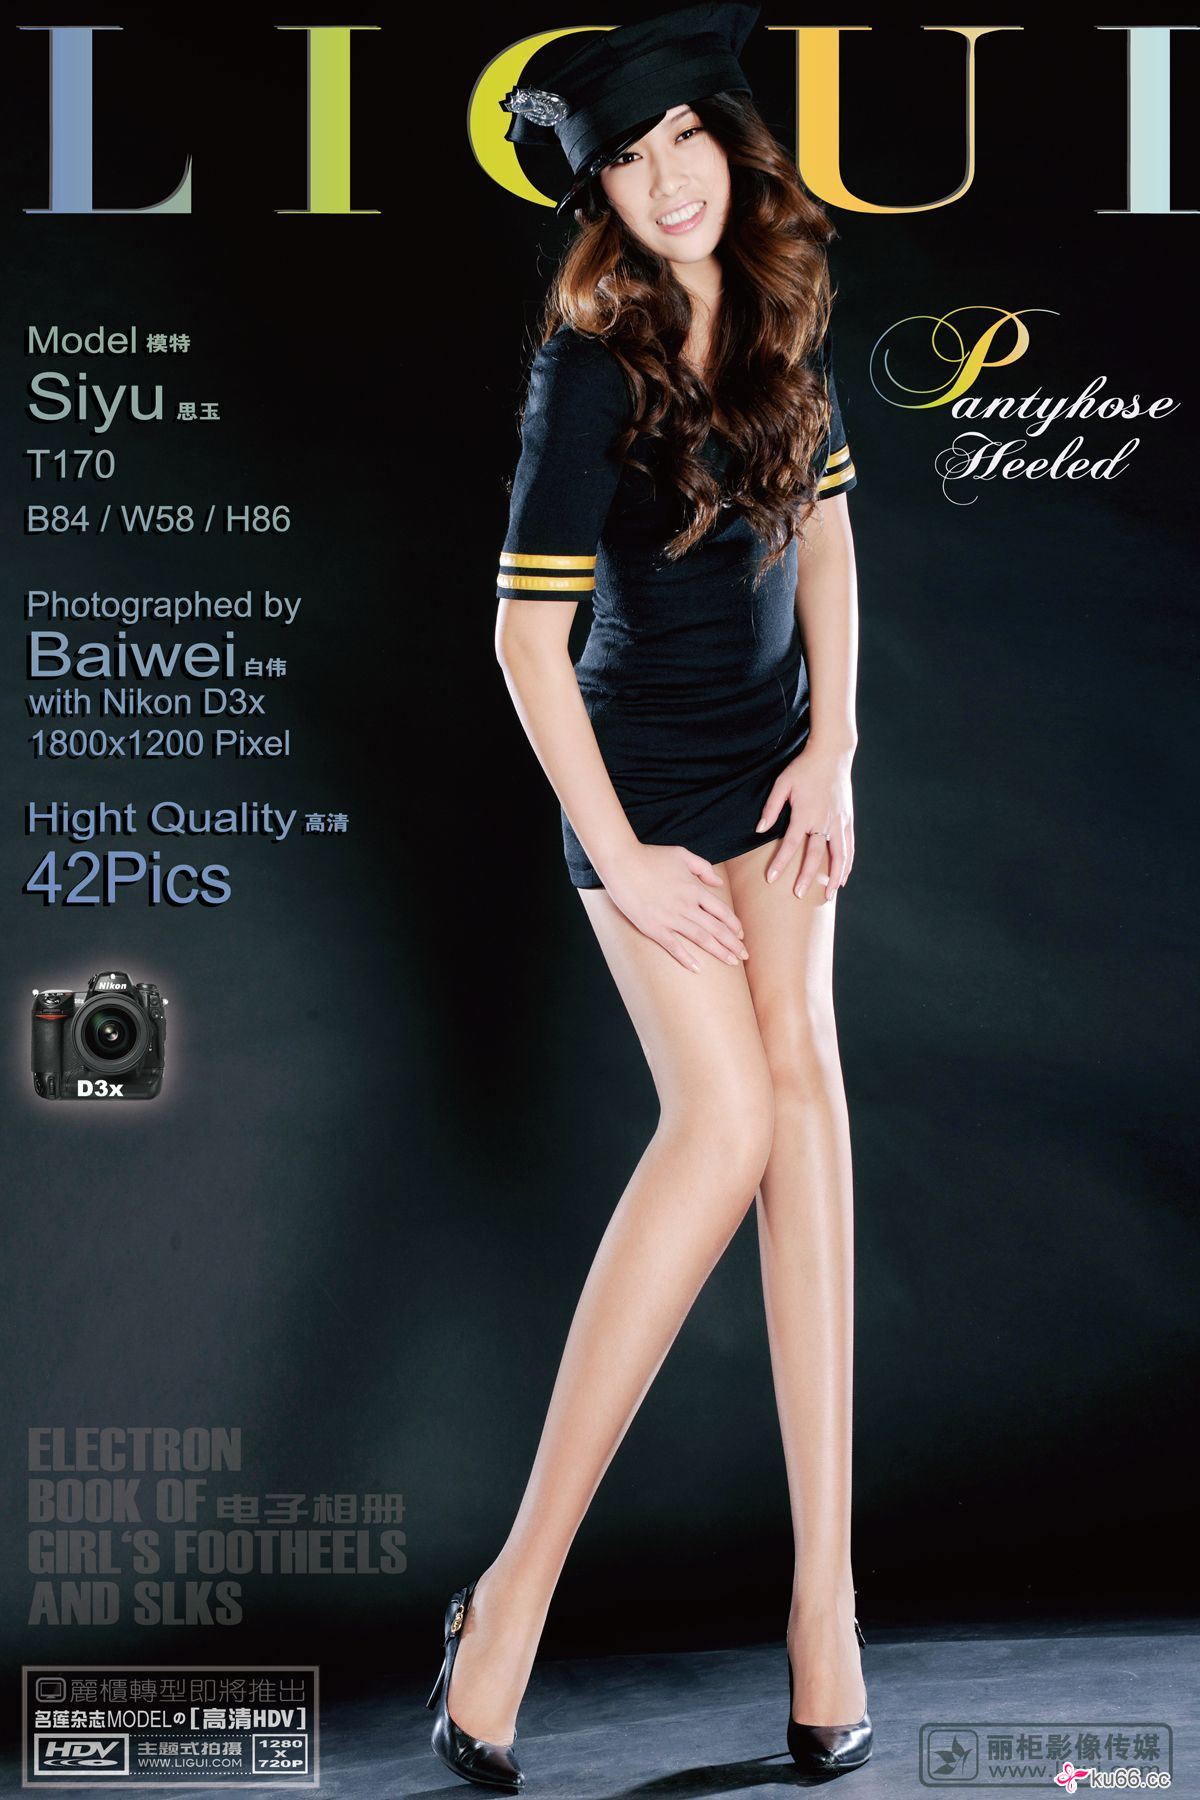 LIGUI
Model 模特
Siyu 思玉
T170
B84 / W58 / H86
Pantyhose
Heeled
Photographed by
Baiwei 白伟
with Nikon D3x
1800x1200 Pixel
Hight Quality 高清
42Pics
Nikon
D3x
ELECTRON
BOOK OF 电子相册
GIRL'S FOOTHEELS
AND SLKS
麗櫃轉型即將推出
名莲杂志MODELの[高清HDV]
HDV 主题式拍摄 WWW.LIGUI.COM 1280 X 720P
丽柜影像传媒
ku66.cc